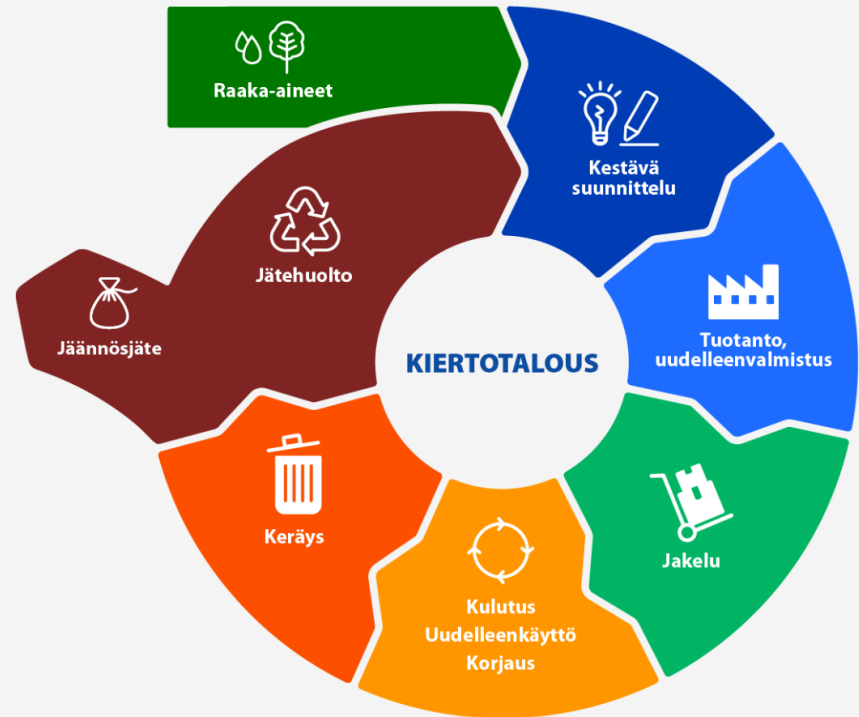 Raaka-aineet
Kestävä
suunnittelu
Tuotanto,
uudelleenvalmistus
Jakelu
Kulutus
Uudelleenkäyttö
Korjaus
Keräys
Jätehuolto
Jäännösjäte
KIERTOTALOUS